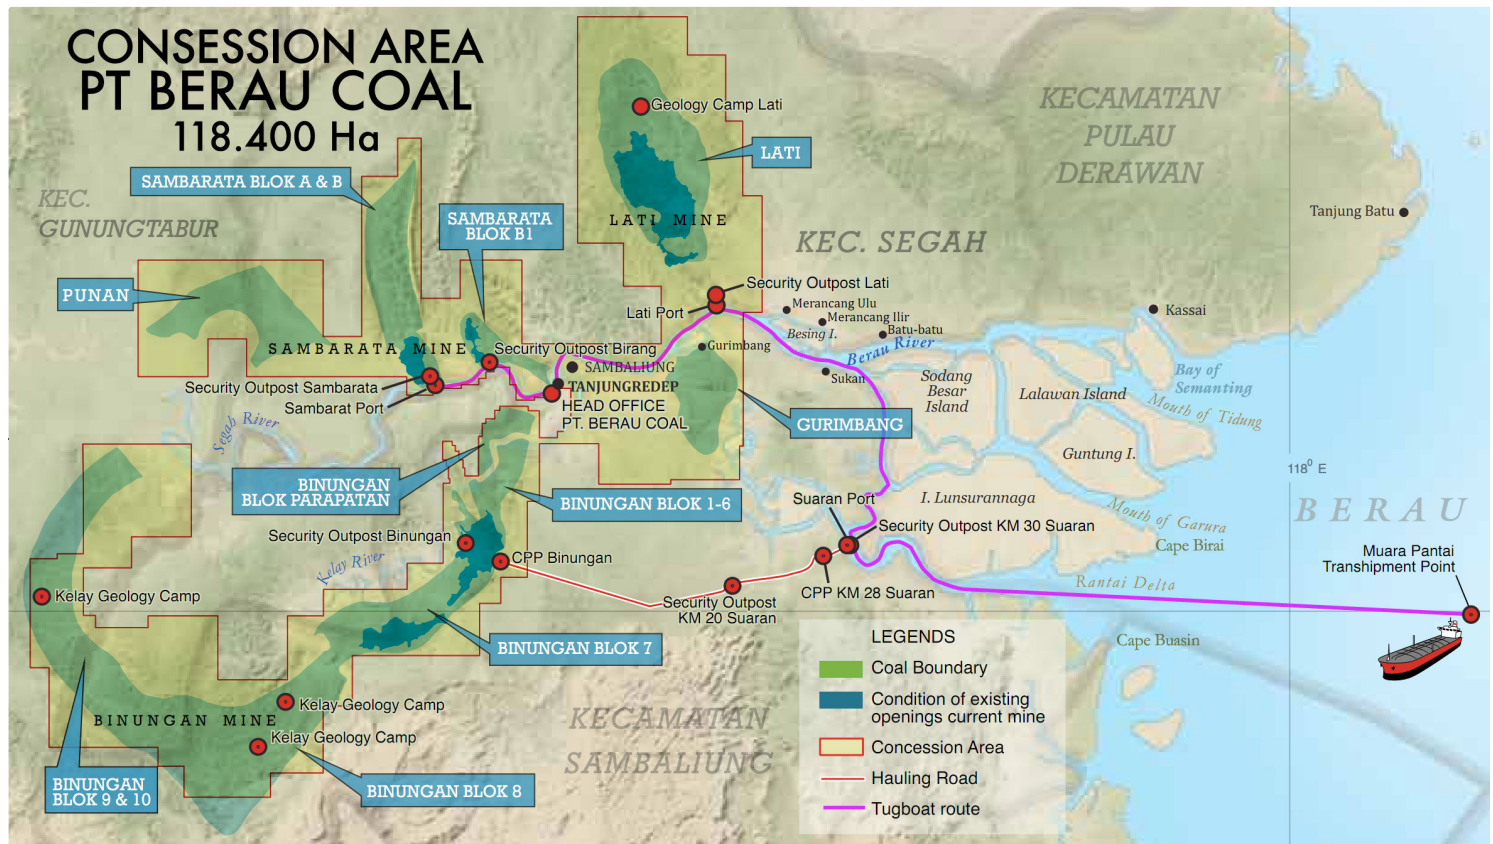 CONSESSION AREA
PT BERAU COAL
118.400 Ha
KEC.
GUNUNGTABUR
SAMBARATA BLOK A & B
SAMBARATA
BLOK B1
PUNAN
SAMBARATA MINE
Geology Camp Lati
LATI
LATI MINE
KEC. SEGAH
KECAMATAN
PULAU
DERAWAN
Tanjung Batu
Kassai
Security Outpost Lati
Lati Port
Merancang Ulu
Merancang Ilir
Besing I.
Batu-batu
Berau River
Gurimbang
Sukan
Security Outpost Birang
SAMBALIUNG
TANJUNGREDEP
HEAD OFFICE
PT. BERAU COAL
Security Outpost Sambarata
Sambarat Port
Segah River
GURIMBANG
Sodang
Besar
Island
Lalawan Island
Bay of
Semanting
Mouth of Tidung
Guntung I.
118⁰ E
BERAU
BINUNGAN
BLOK PARAPATAN
BINUNGAN BLOK 1-6
Suaran Port
I. Lunsurannaga
Security Outpost KM 30 Suaran
Mouth of Garura
Cape Birai
Muara Pantai
Transhipment Point
Security Outpost Binungan
CPP Binungan
Kelay River
Kelay Geology Camp
Security Outpost
KM 20 Suaran
CPP KM 28 Suaran
Rantai Delta
Cape Buasin
BINUNGAN BLOK 7
Kelay Geology Camp
BINUNGAN MINE
Kelay Geology Camp
BINUNGAN
BLOK 9 & 10
BINUNGAN BLOK 8
KECAMATAN
SAMBALIUNG
LEGENDS
Coal Boundary
Condition of existing
openings current mine
Concession Area
Hauling Road
Tugboat route